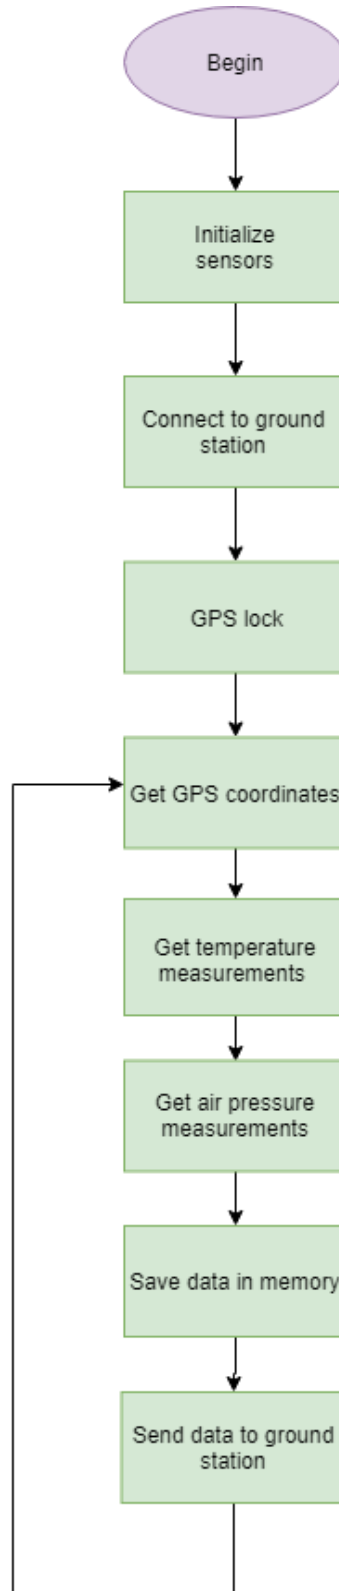 Begin
Initialize
sensors
Connect to ground
station
GPS lock
Get GPS coordinates
Get temperature
measurements
Get air pressure
measurements
Save data in memory
Send data to ground
station